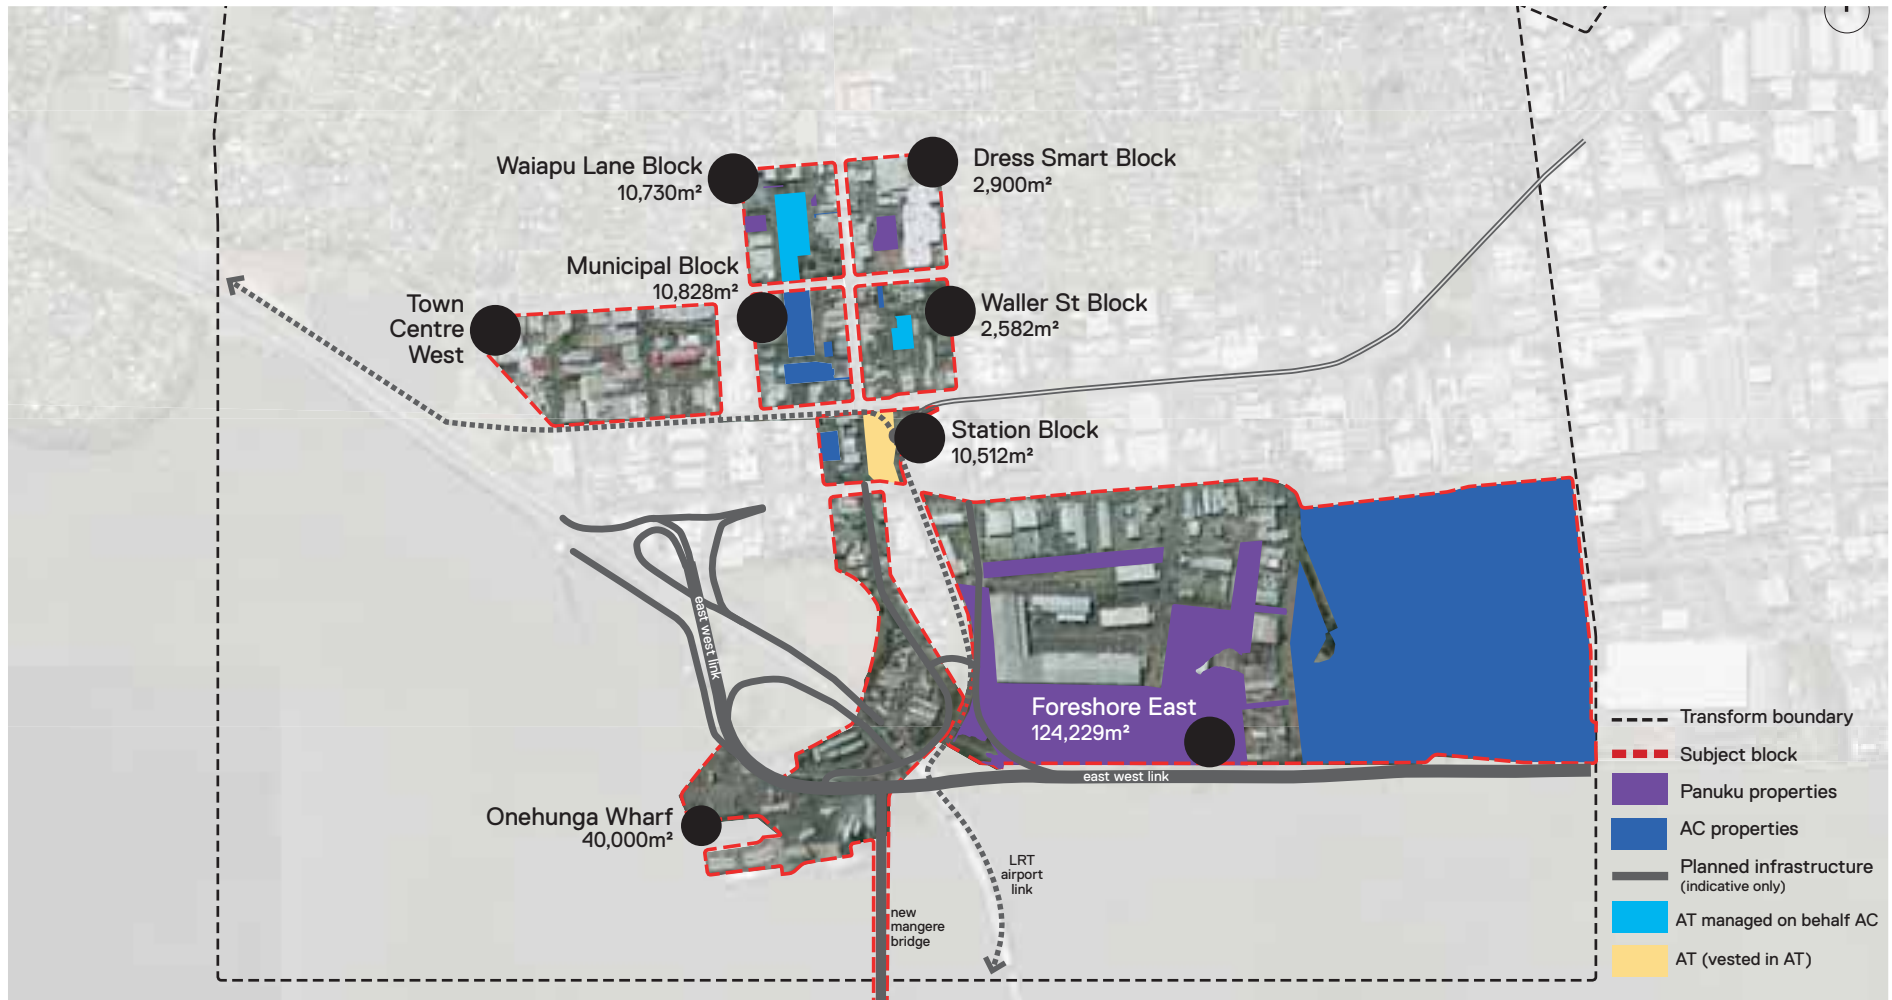 Waiapu Lane Block
10,730m²
Dress Smart Block
2,900m²
Municipal Block
10,828m²
Town
Centre
West
Waller St Block
2,582m²
Station Block
10,512m²
east west link
Foreshore East
124,229m²
east west link
Onehunga Wharf
40,000m²
LRT
airport
link
new
mangere
bridge
Transform boundary
Subject block
Panuku properties
AC properties
Planned infrastructure
(indicative only)
AT managed on behalf AC
AT (vested in AT)